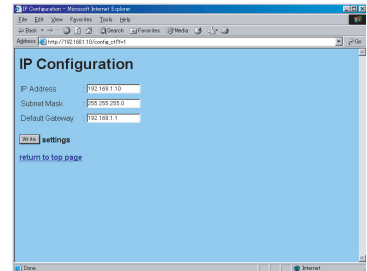 IP Configuration - Microsoft Internet Explorer
File Edit View Favorites Tools Help
Back Search Favorites Media
Address http://192.168.1.10/config_ctl?f=1 Go
IP Configuration
IP Address : 192.168.1.10
Subnet Mask : 255.255.255.0
Default Gateway : 192.168.1.1
Write settings
return to top page
Done Internet